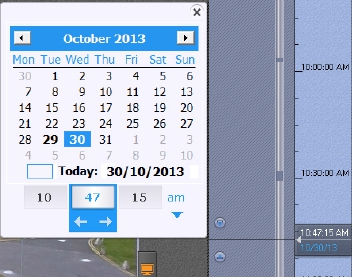 October 2013
Mon Tue Wed Thu Fri Sat Sun
30 1 2 3 4 5 6
7 8 9 10 11 12 13
14 15 16 17 18 19 20
21 22 23 24 25 26 27
28 29 30 31 1 2 3
4 5 6 7 8 9 10
Today: 30/10/2013
10 47 15 am
10:00:00 AM
10:30:00 AM
10:47:15 AM
10/30/13